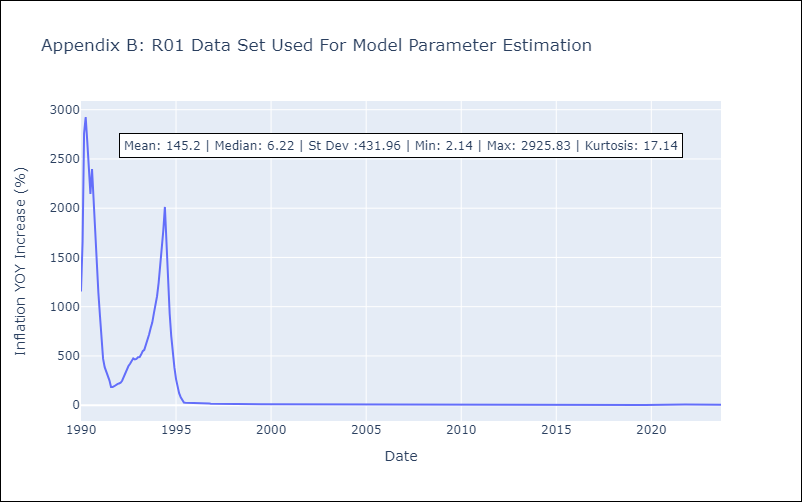 Appendix B: R01 Data Set Used For Model Parameter Estimation
3000
Mean: 145.2 | Median: 6.22 | St Dev :431.96 | Min: 2.14 | Max: 2925.83 | Kurtosis: 17.14
2500
2000
1500
1000
500
0
Inflation YOY Increase (%)
1990 1995 2000 2005 2010 2015 2020
Date